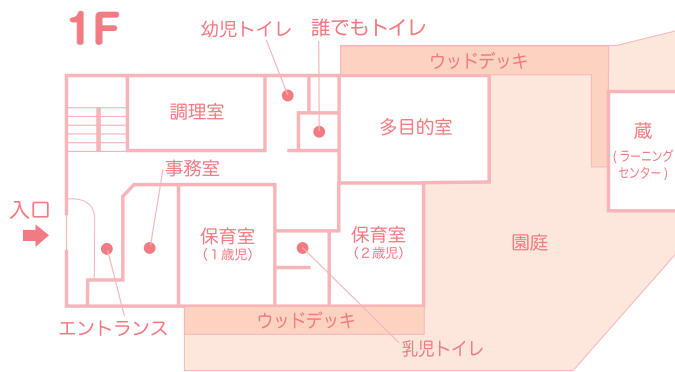 1F
幼児トイレ
誰でもトイレ
ウッドデッキ
調理室
多目的室
蔵
(ラーニング
センター)
事務室
入口
保育室
(1歳児)
保育室
(2歳児)
園庭
エントランス
ウッドデッキ
乳児トイレ